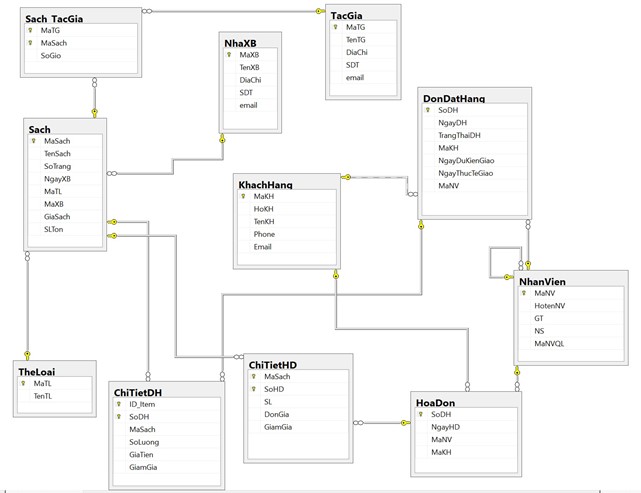 Sach_TacGia
MaTG
MaSach
SoGio
TacGia
MaTG
TenTG
DiaChi
SDT
email
NhaXB
MaXB
TenXB
DiaChi
SDT
email
DonDatHang
SoDH
NgayDH
TrangThaiDH
MaKH
NgayDuKienGiao
NgayThucTeGiao
MaNV
Sach
MaSach
TenSach
SoTrang
NgayXB
MaTL
MaXB
GiaSach
SLTon
KhachHang
MaKH
HoKH
TenKH
Phone
Email
NhanVien
MaNV
HotenNV
GT
NS
MaNVQL
TheLoai
MaTL
TenTL
ChiTietDH
ID_Item
SoDH
MaSach
SoLuong
GiaTien
GiamGia
ChiTietHD
MaSach
SoHD
SL
DonGia
GiamGia
HoaDon
SoDH
NgayHD
MaNV
MaKH